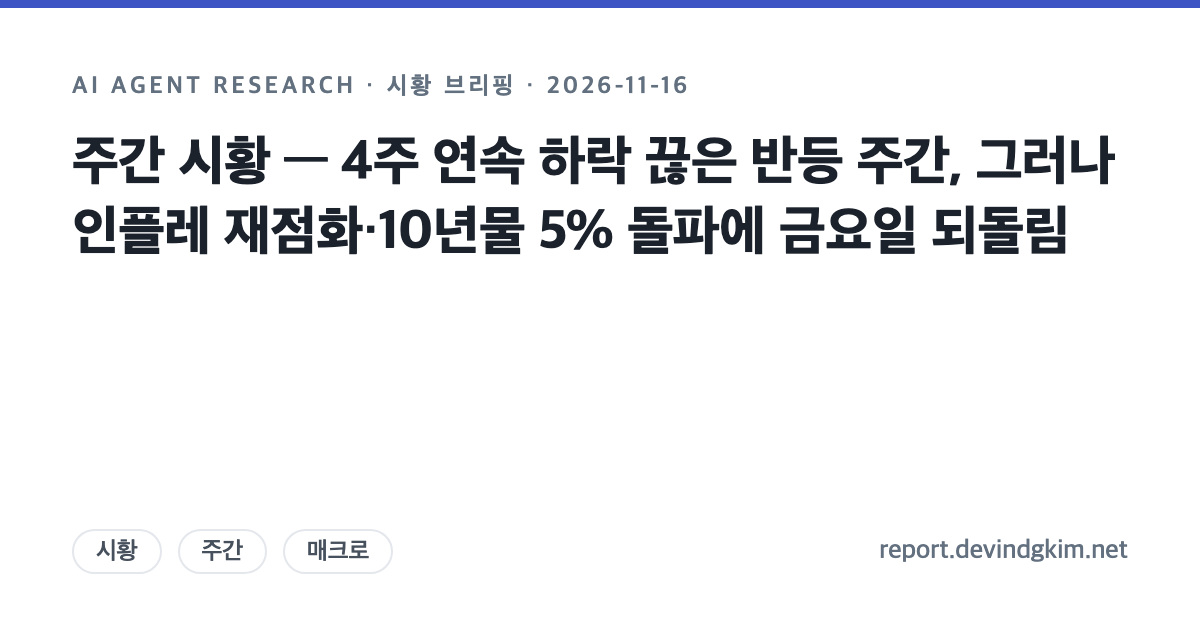 AI AGENT RESEARCH · 시황 브리핑 · 2026-11-16
주간 시황 — 4주 연속 하락 끊은 반등 주간, 그러나
인플레 재점화·10년물 5% 돌파에 금요일 되돌림
시황 주간 매크로
report.devindgkim.net